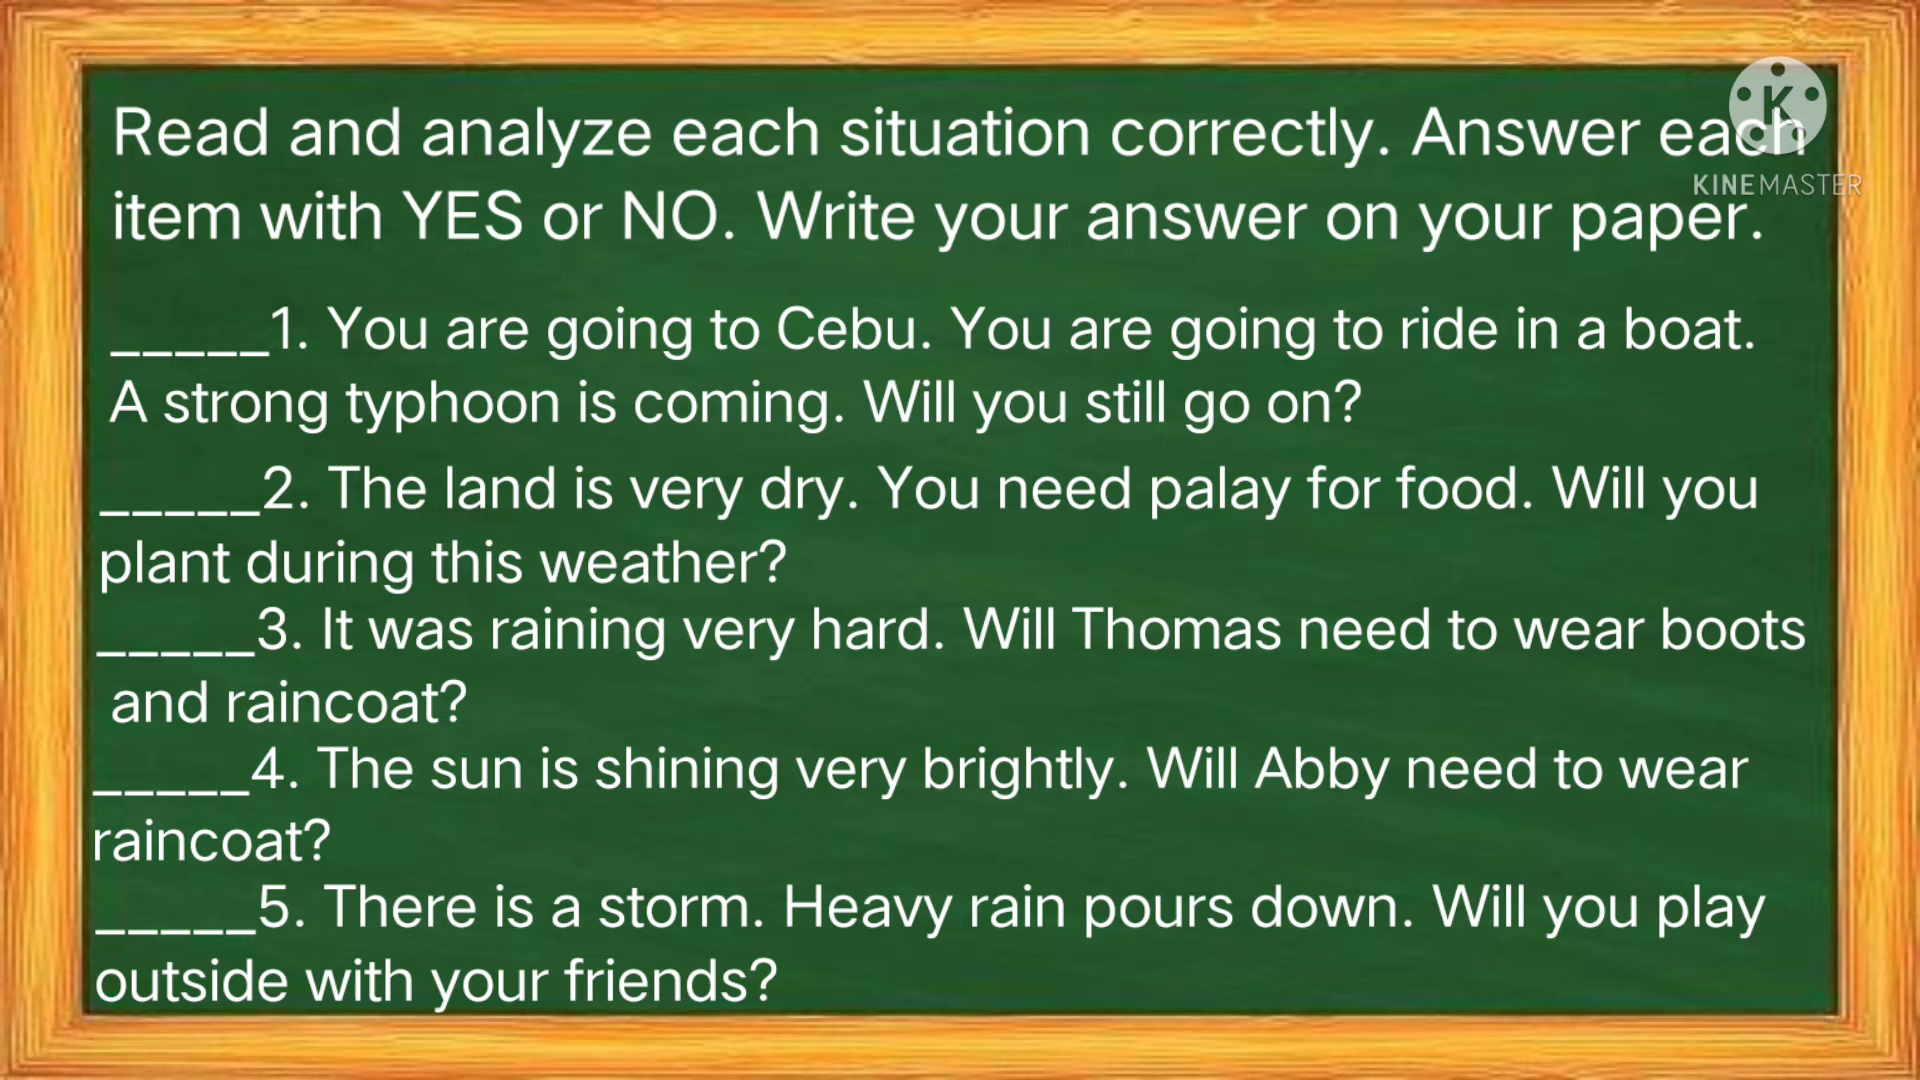 Read and analyze each situation correctly. Answer each
item with YES or NO. Write your answer on your paper.
K
KINEMASTER
_____1. You are going to Cebu. You are going to ride in a boat.
A strong typhoon is coming. Will you still go on?
_____2. The land is very dry. You need palay for food. Will you
plant during this weather?
_____3. It was raining very hard. Will Thomas need to wear boots
and raincoat?
_____4. The sun is shining very brightly. Will Abby need to wear
raincoat?
_____5. There is a storm. Heavy rain pours down. Will you play
outside with your friends?